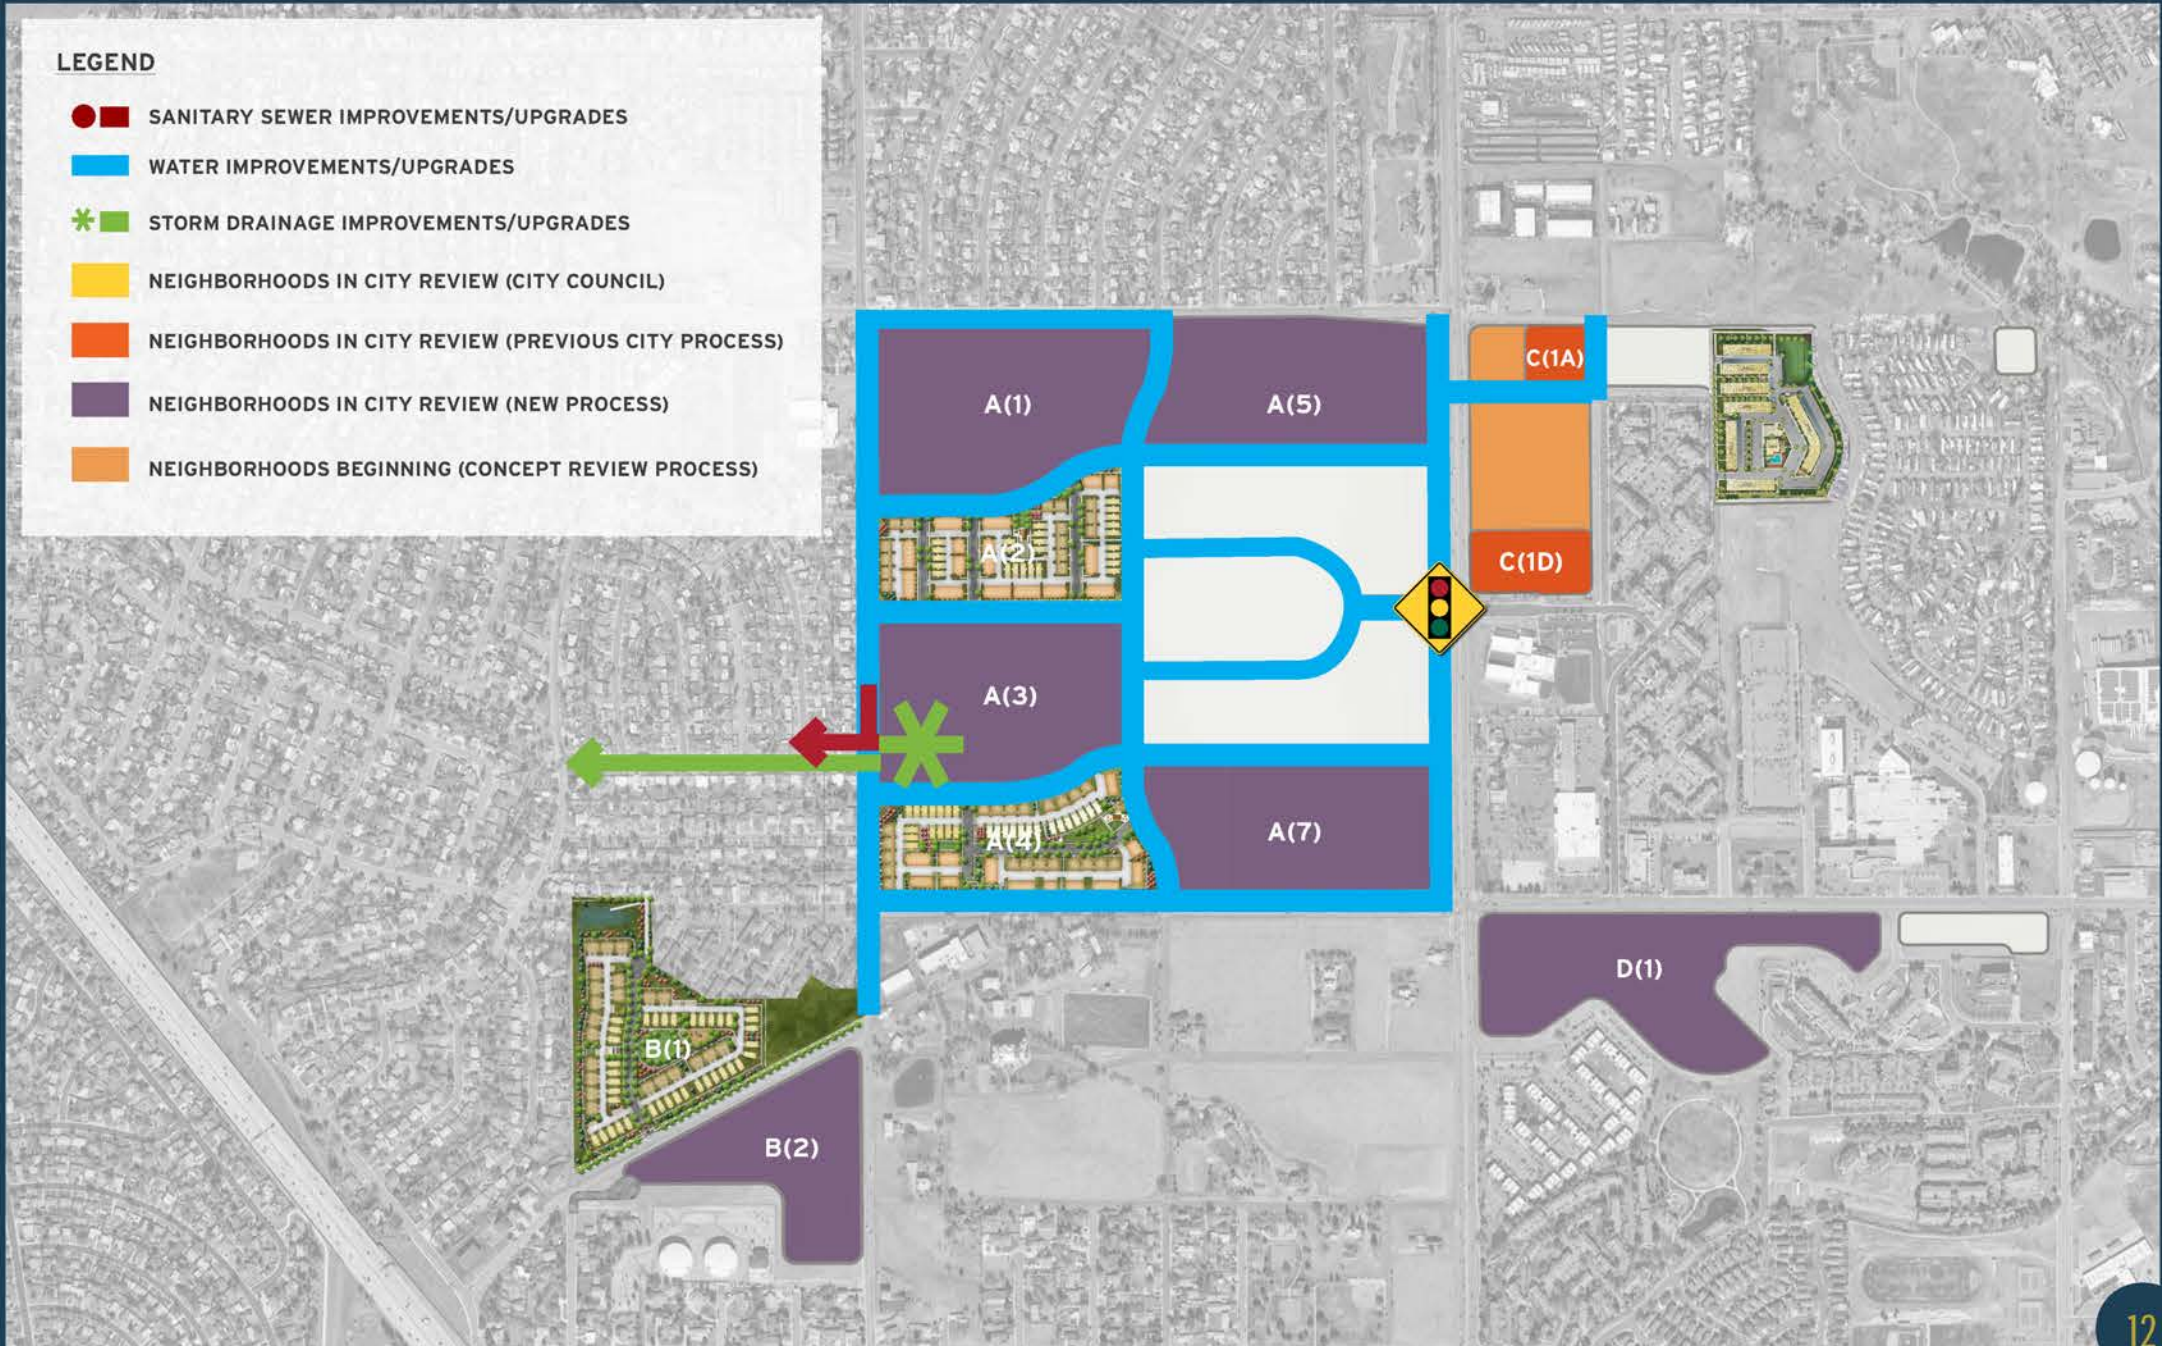 LEGEND
SANITARY SEWER IMPROVEMENTS/UPGRADES
WATER IMPROVEMENTS/UPGRADES
STORM DRAINAGE IMPROVEMENTS/UPGRADES
NEIGHBORHOODS IN CITY REVIEW (CITY COUNCIL)
NEIGHBORHOODS IN CITY REVIEW (PREVIOUS CITY PROCESS)
NEIGHBORHOODS IN CITY REVIEW (NEW PROCESS)
NEIGHBORHOODS BEGINNING (CONCEPT REVIEW PROCESS)
C(1A)
A(1)
A(5)
A(2)
C(1D)
A(3)
A(7)
A(4)
D(1)
B(1)
B(2)
12